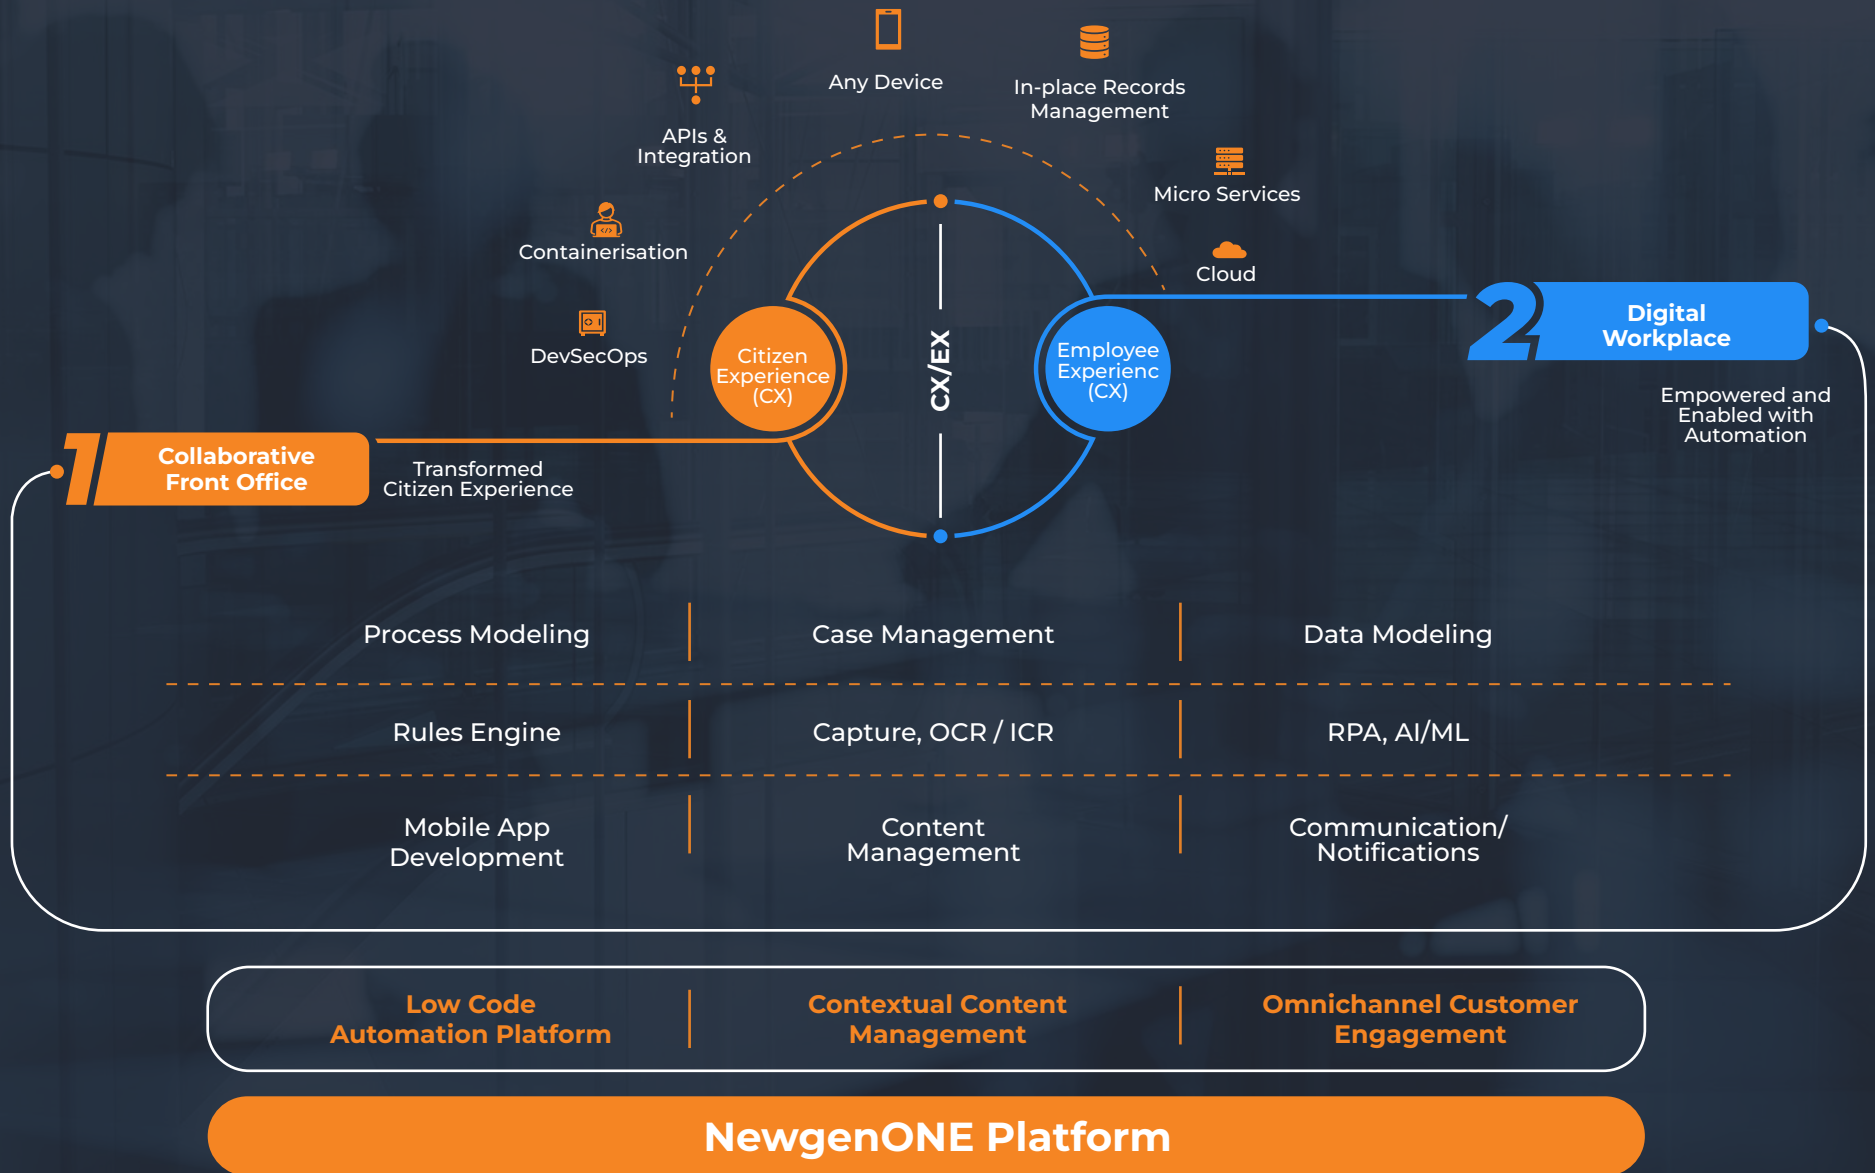 Any Device
In-place Records
Management
APIs &
Integration
Micro Services
Containerisation
Cloud
DevSecOps
Citizen
Experience
(CX)
CX/EX
Employee
Experienc
(CX)
2
Digital
Workplace
Empowered and
Enabled with
Automation
1
Collaborative
Front Office
Transformed
Citizen Experience
Process Modeling
Case Management
Data Modeling
Rules Engine
Capture, OCR / ICR
RPA, AI/ML
Mobile App
Development
Content
Management
Communication/
Notifications
Low Code
Automation Platform
Contextual Content
Management
Omnichannel Customer
Engagement
NewgenONE Platform